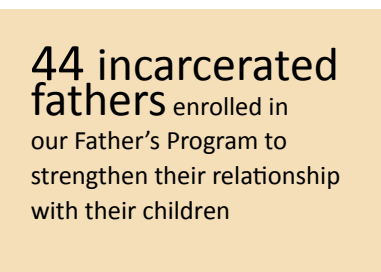 44 incarcerated
fathers enrolled in
our Father’s Program to
strengthen their relationship
with their children